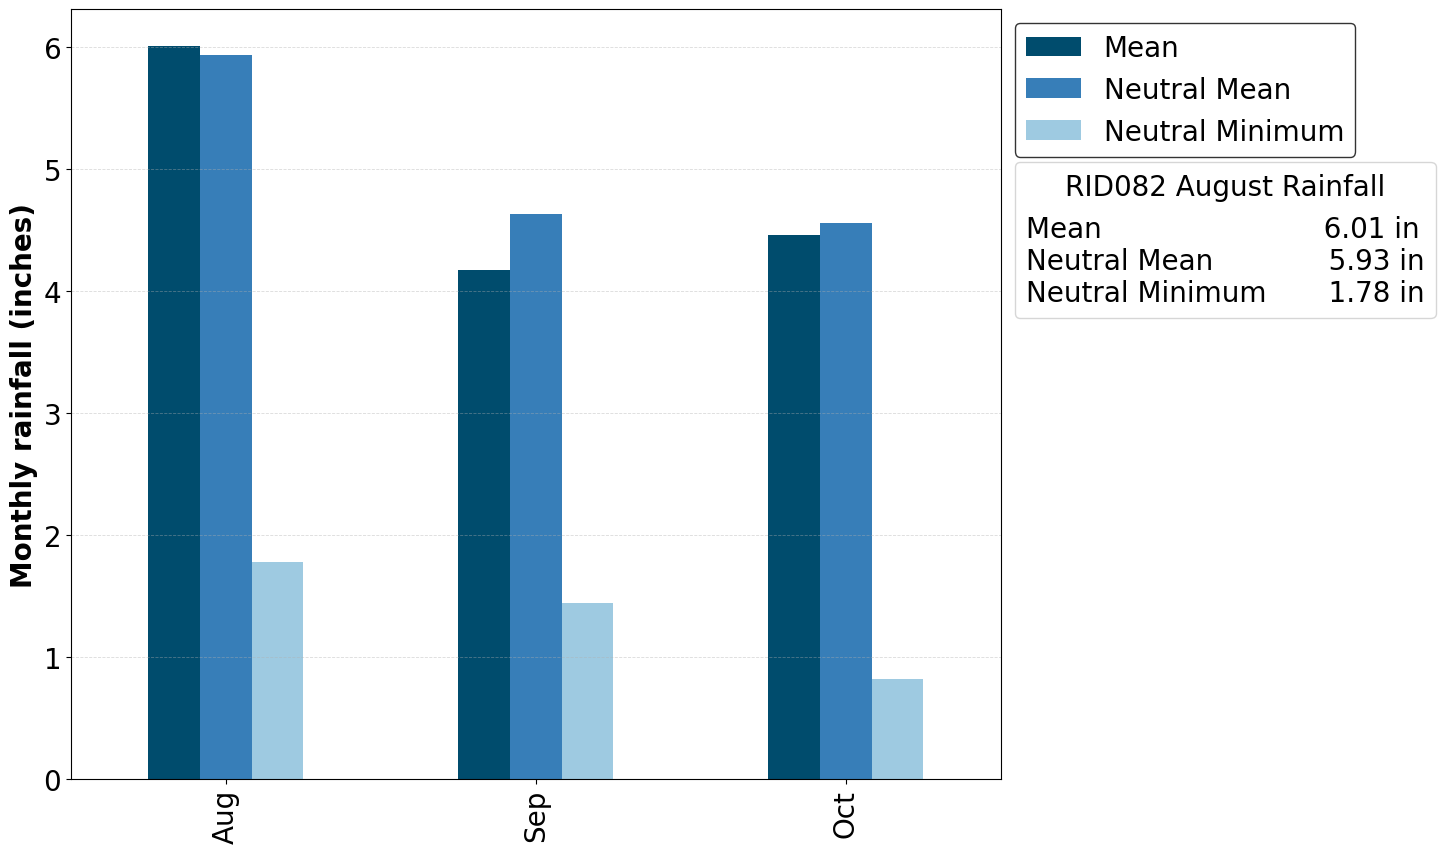 Monthly rainfall (inches)
6
5
4
3
2
1
0
Aug
Sep
Oct
Mean
Neutral Mean
Neutral Minimum
RID082 August Rainfall
Mean 6.01 in
Neutral Mean 5.93 in
Neutral Minimum 1.78 in